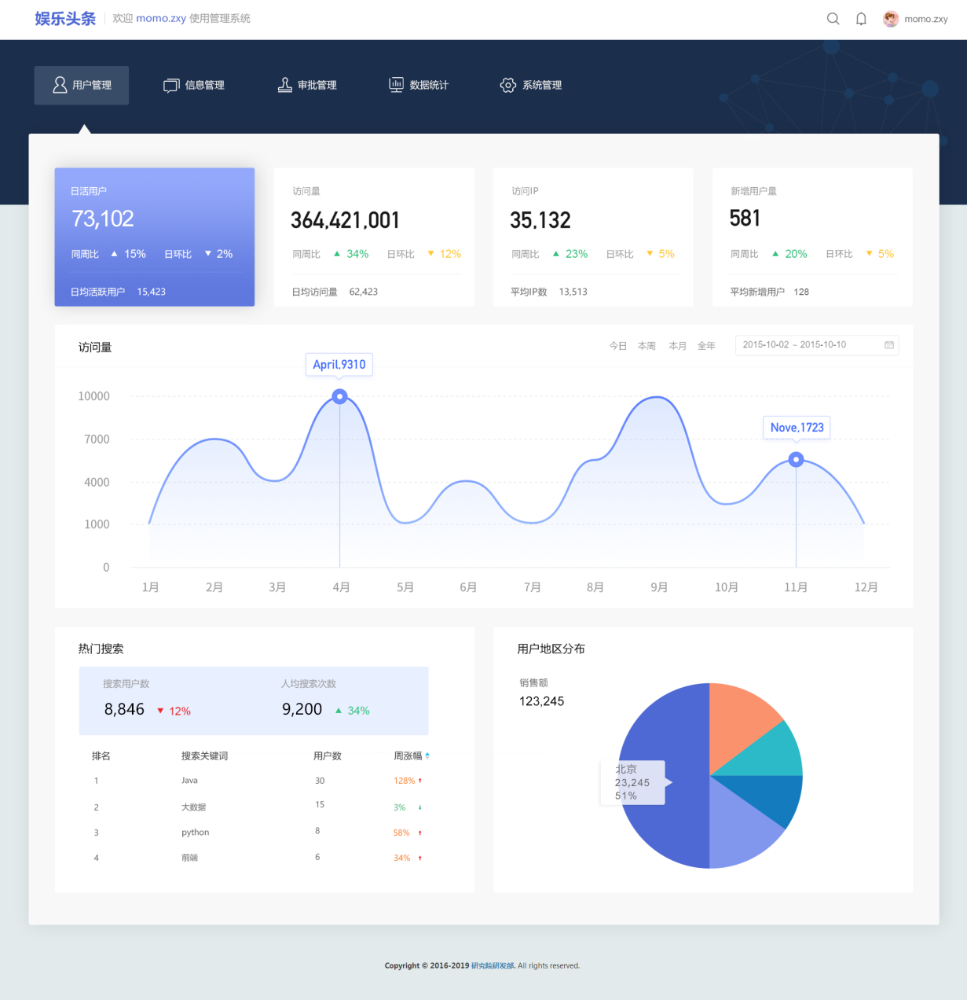 娱乐头条 欢迎 momo.zxy 使用管理系统 momo.zxy
用户管理 信息管理 审批管理 数据统计 系统管理
日活用户
73,102
同周比 15% 日环比 2%
日均活跃用户 15,423
访问量
364,421,001
同周比 34% 日环比 12%
日均访问量 62,423
访问IP
35,132
同周比 23% 日环比 5%
平均IP数 13,513
新增用户量
581
同周比 20% 日环比 5%
平均新增用户 128
访问量 今日 本周 本月 全年 2015-10-02 ~ 2015-10-10
April,9310
Nove,1723
10000
7000
4000
1000
0
1月 2月 3月 4月 5月 6月 7月 8月 9月 10月 11月 12月
热门搜索
搜索用户数 人均搜索次数
8,846 12% 9,200 34%
排名 搜索关键词 用户数 周涨幅
1 Java 30 128%
2 大数据 15 3%
3 python 8 58%
4 前端 6 34%
用户地区分布
销售额
123,245
北京
23,245
51%
Copyright © 2016-2019 研究院研发部. All rights reserved.